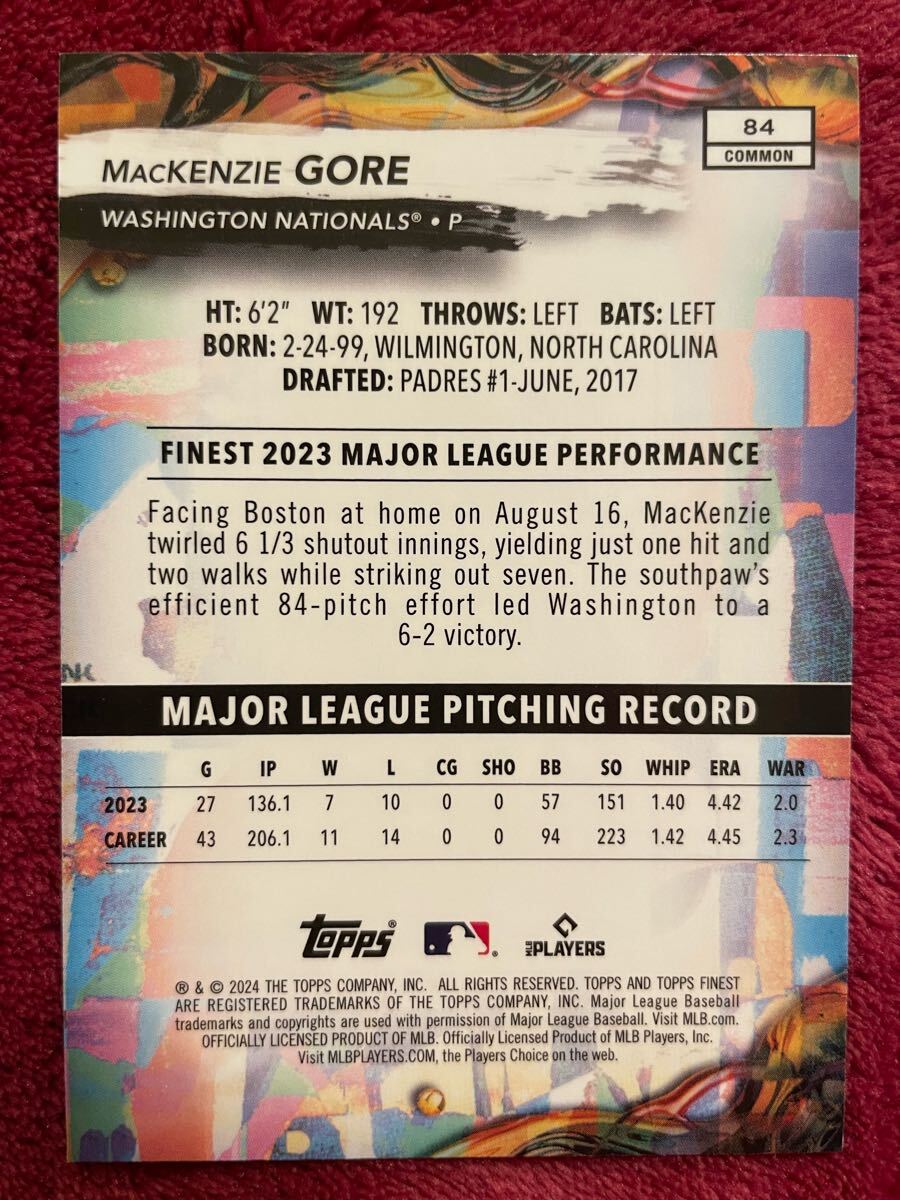 84
COMMON
MACKENZIE GORE
WASHINGTON NATIONALS® • P
HT: 6'2" WT: 192 THROWS: LEFT BATS: LEFT
BORN: 2-24-99, WILMINGTON, NORTH CAROLINA
DRAFTED: PADRES #1-JUNE, 2017
FINEST 2023 MAJOR LEAGUE PERFORMANCE
Facing Boston at home on August 16, MacKenzie
twirled 6 1/3 shutout innings, yielding just one hit and
two walks while striking out seven. The southpaw's
efficient 84-pitch effort led Washington to a
6-2 victory.
MAJOR LEAGUE PITCHING RECORD
G IP W L CG SHO BB SO WHIP ERA WAR
2023 27 136.1 7 10 0 0 57 151 1.40 4.42 2.0
CAREER 43 206.1 11 14 0 0 94 223 1.42 4.45 2.3
Topps® ® MLB PLAYERS
® & © 2024 THE TOPPS COMPANY, INC. ALL RIGHTS RESERVED. TOPPS AND TOPPS FINEST
ARE REGISTERED TRADEMARKS OF THE TOPPS COMPANY, INC. Major League Baseball
trademarks and copyrights are used with permission of Major League Baseball. Visit MLB.com.
OFFICIALLY LICENSED PRODUCT OF MLB. Officially Licensed Product of MLB Players, Inc.
Visit MLBPLAYERS.COM, the Players Choice on the web.